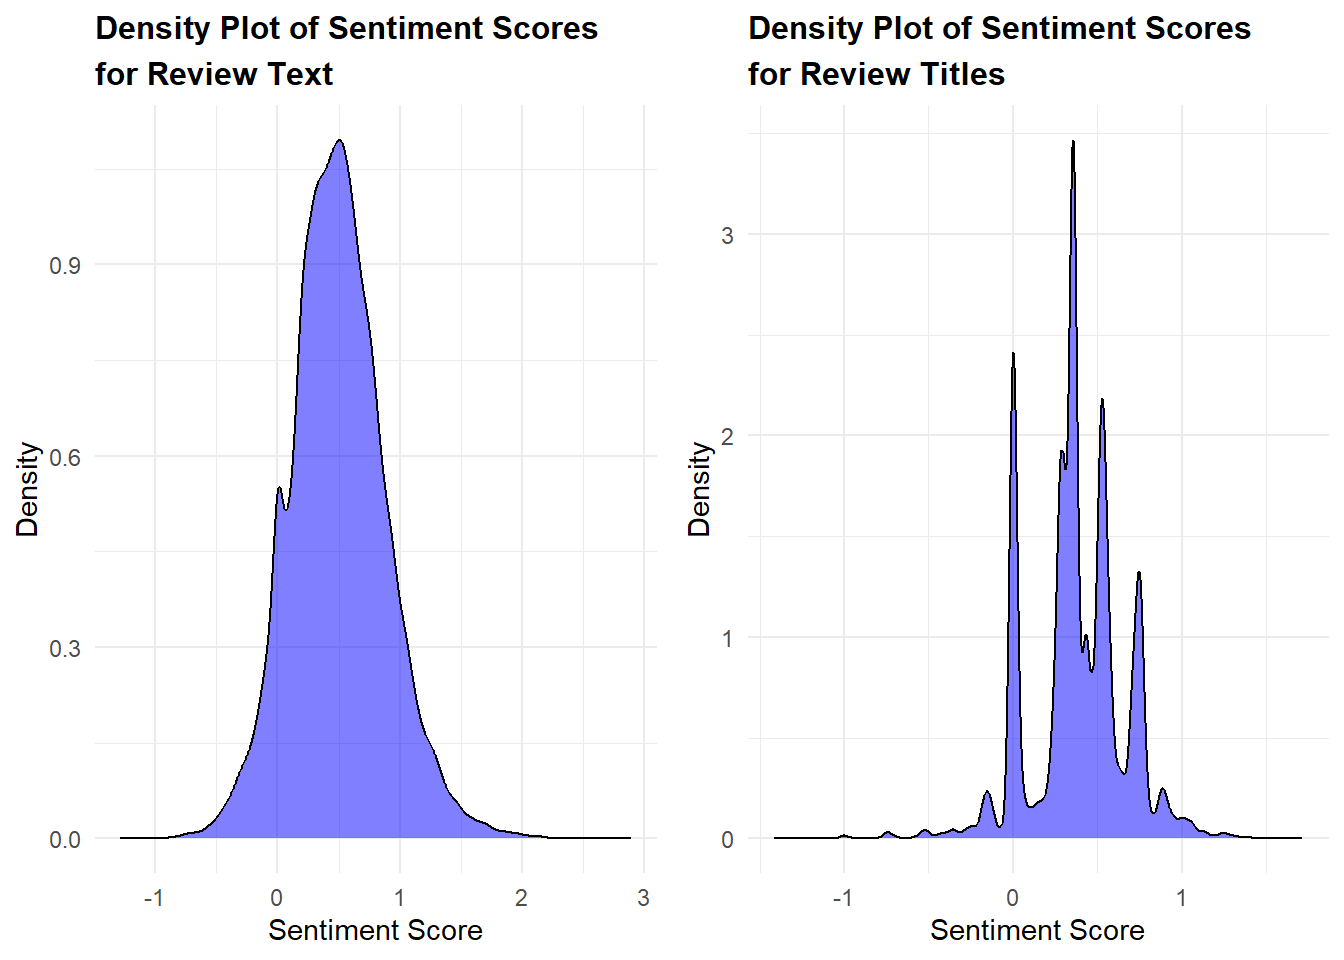 Density Plot of Sentiment Scores
for Review Text
0.9
0.6
0.3
0.0
Density
-1 0 1 2 3
Sentiment Score
Density Plot of Sentiment Scores
for Review Titles
3
2
1
0
Density
-1 0 1
Sentiment Score